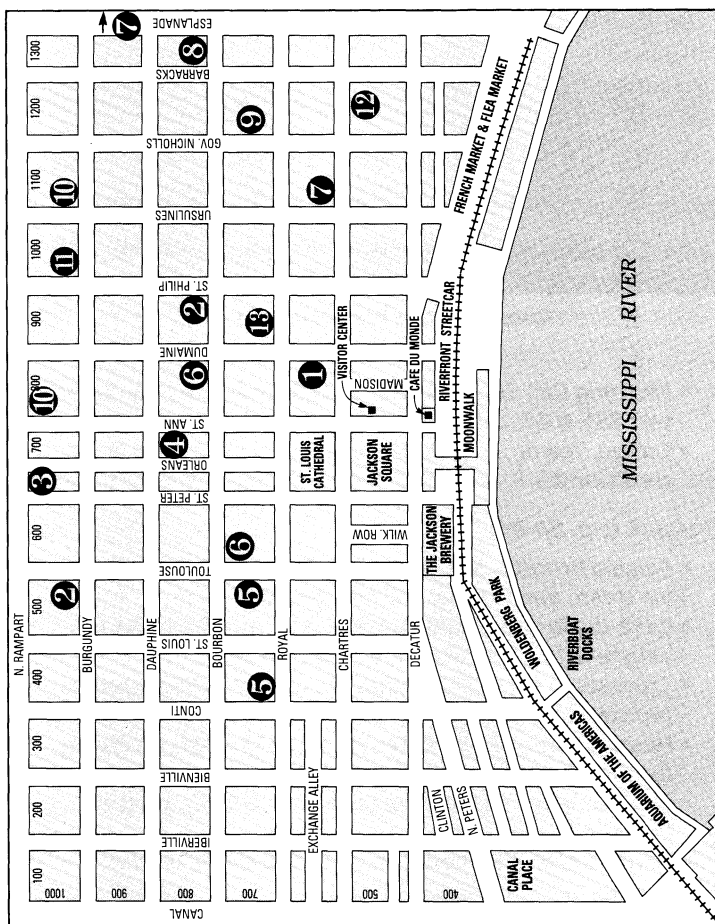 7
ESPLANADE
1300
8
BARRACKS
1200
9
12
GOV. NICHOLLS
FRENCH MARKET & FLEA MARKET
1100
10
7
URSULINES
1000
11
ST. PHILIP
900
2
13
VISITOR CENTER
DUMAINE
6
1
MADISON
CAFE DU MONDE
RIVERFRONT STREETCAR
10
ST. ANN
MOONWALK
MISSISSIPPI RIVER
700
4
ORLEANS
ST. LOUIS
CATHEDRAL
JACKSON
SQUARE
3
ST. PETER
600
6
WILK. ROW
THE JACKSON
BREWERY
TOULOUSE
500
2
5
WOLDENBERG PARK
RIVERBOAT
DOCKS
N. RAMPART
BURGUNDY
DAUPHINE
BOURBON
ROYAL
CHARTRES
DECATUR
ST. LOUIS
400
5
CONTI
300
BIENVILLE
EXCHANGE ALLEY
AQUARIUM OF THE AMERICAS
200
CLINTON
N. PETERS
IBERVILLE
100
1000
900
800
700
500
400
CANAL
PLACE
CANAL